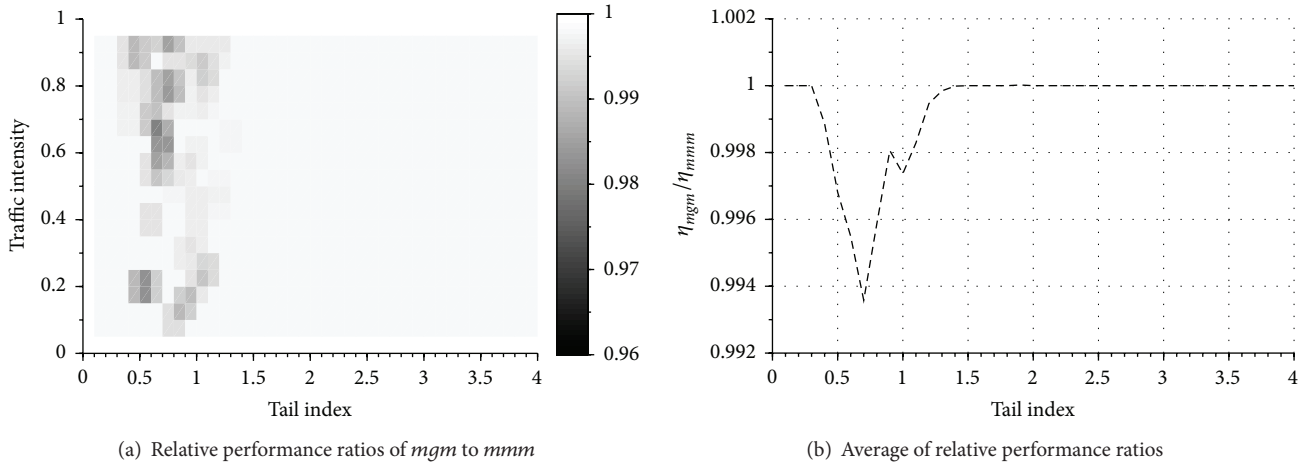 1
0.8
0.6
0.4
0.2
0
Traffic intensity
0 0.5 1 1.5 2 2.5 3 3.5 4
Tail index
1
0.99
0.98
0.97
0.96
(a) Relative performance ratios of mgm to mmm
1.002
1
0.998
0.996
0.994
0.992
ηmgm/ηmmm
0 0.5 1 1.5 2 2.5 3 3.5 4
Tail index
(b) Average of relative performance ratios